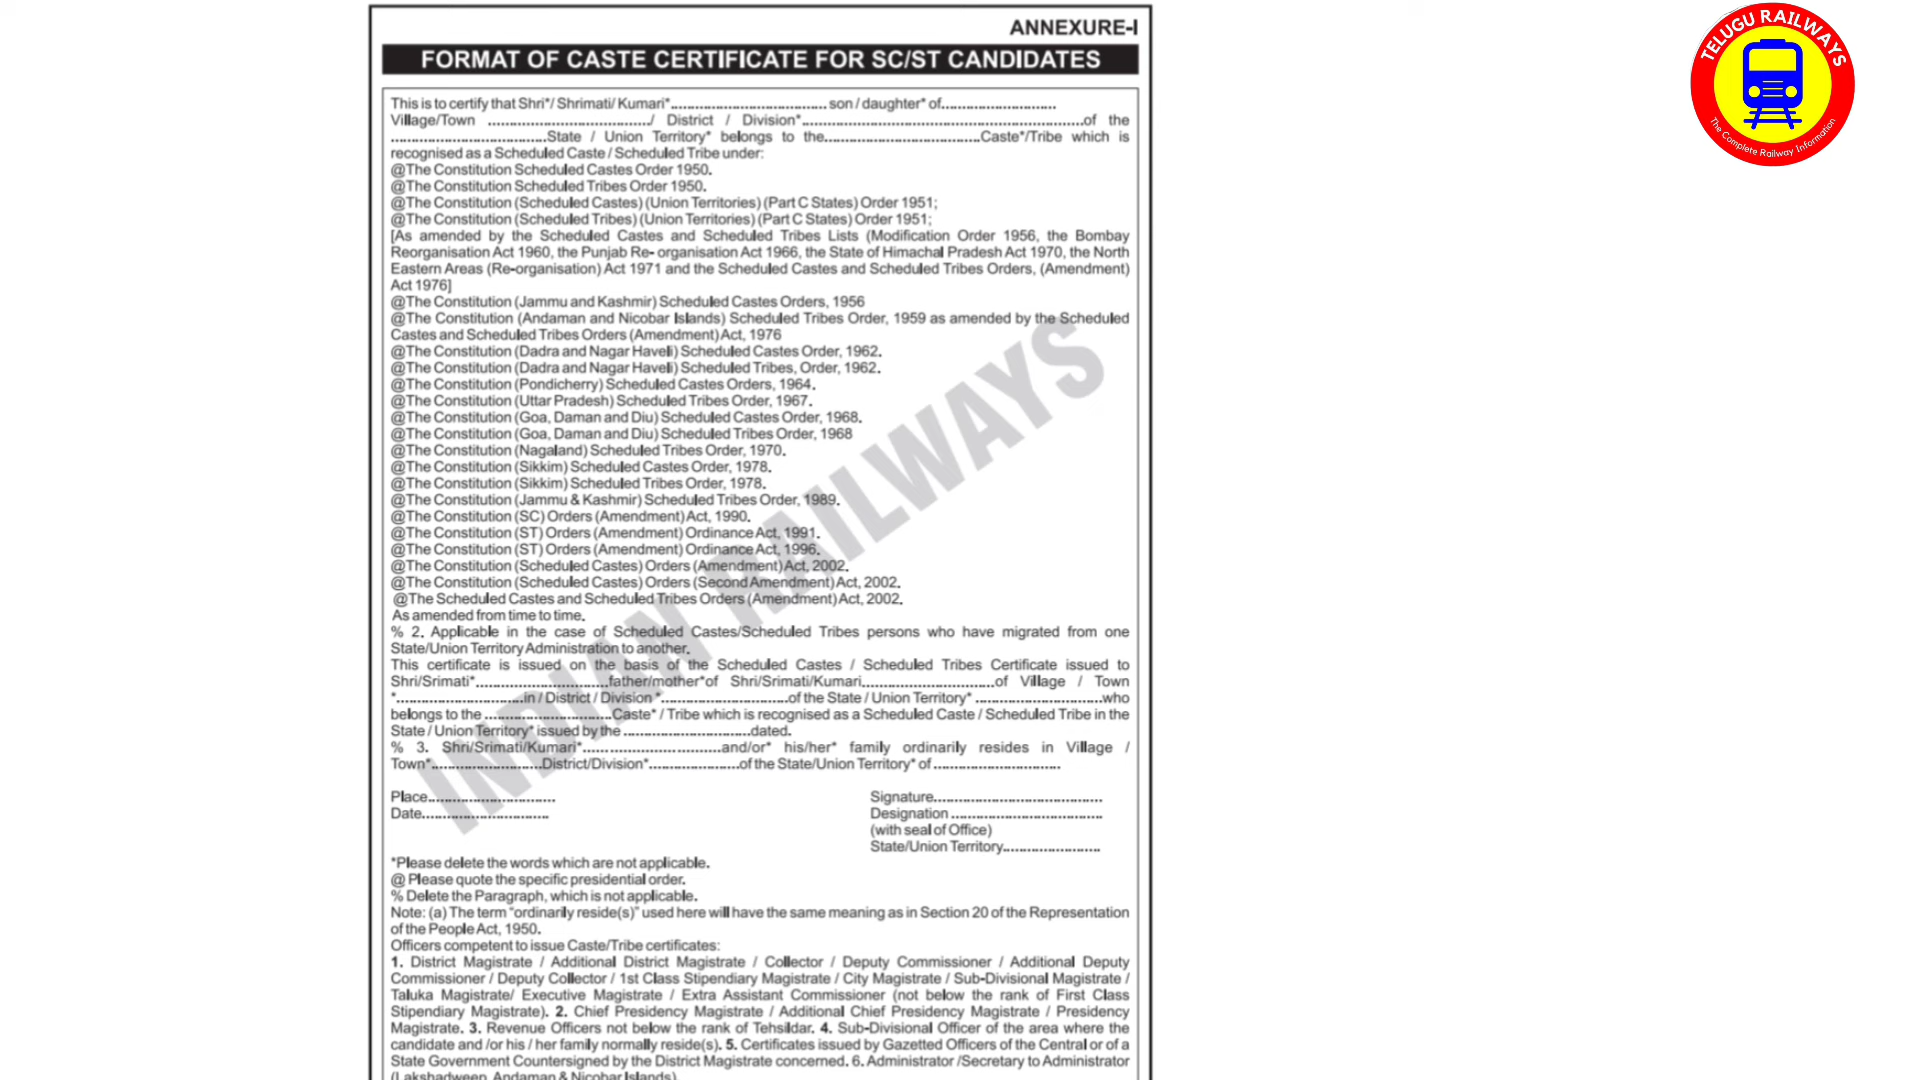 ANNEXURE-I
FORMAT OF CASTE CERTIFICATE FOR SC/ST CANDIDATES
This is to certify that Shri*/ Shrimati/ Kumari*.................................... son / daughter* of..........................
Village/Town ...................................../ District / Division*.................................................................of the
....................................State / Union Territory* belongs to the....................................Caste*/Tribe which is
recognised as a Scheduled Caste / Scheduled Tribe under:
@The Constitution Scheduled Castes Order 1950.
@The Constitution Scheduled Tribes Order 1950.
@The Constitution (Scheduled Castes) (Union Territories) (Part C States) Order 1951;
@The Constitution (Scheduled Tribes) (Union Territories) (Part C States) Order 1951;
[As amended by the Scheduled Castes and Scheduled Tribes Lists (Modification Order 1956, the Bombay
Reorganisation Act 1960, the Punjab Re- organisation Act 1966, the State of Himachal Pradesh Act 1970, the North
Eastern Areas (Re-organisation) Act 1971 and the Scheduled Castes and Scheduled Tribes Orders, (Amendment)
Act 1976]
@The Constitution (Jammu and Kashmir) Scheduled Castes Orders, 1956
@The Constitution (Andaman and Nicobar Islands) Scheduled Tribes Order, 1959 as amended by the Scheduled
Castes and Scheduled Tribes Orders (Amendment) Act, 1976
@The Constitution (Dadra and Nagar Haveli) Scheduled Castes Order, 1962.
@The Constitution (Dadra and Nagar Haveli) Scheduled Tribes, Order, 1962.
@The Constitution (Pondicherry) Scheduled Castes Orders, 1964.
@The Constitution (Uttar Pradesh) Scheduled Tribes Order, 1967.
@The Constitution (Goa, Daman and Diu) Scheduled Castes Order, 1968.
@The Constitution (Goa, Daman and Diu) Scheduled Tribes Order, 1968
@The Constitution (Nagaland) Scheduled Tribes Order, 1970.
@The Constitution (Sikkim) Scheduled Castes Order, 1978.
@The Constitution (Sikkim) Scheduled Tribes Order, 1978.
@The Constitution (Jammu & Kashmir) Scheduled Tribes Order, 1989.
@The Constitution (SC) Orders (Amendment) Act, 1990.
@The Constitution (ST) Orders (Amendment) Ordinance Act, 1991.
@The Constitution (ST) Orders (Amendment) Ordinance Act, 1996.
@The Constitution (Scheduled Castes) Orders (Amendment) Act, 2002.
@The Constitution (Scheduled Castes) Orders (Second Amendment) Act, 2002.
@The Scheduled Castes and Scheduled Tribes Orders (Amendment) Act, 2002.
As amended from time to time.
% 2. Applicable in the case of Scheduled Castes/Scheduled Tribes persons who have migrated from one
State/Union Territory Administration to another.
This certificate is issued on the basis of the Scheduled Castes / Scheduled Tribes Certificate issued to
Shri/Srimati*..............................father/mother*of Shri/Srimati/Kumari..............................of Village / Town
*.............................in / District / Division *.............................of the State / Union Territory* .............................who
belongs to the .............................Caste* / Tribe which is recognised as a Scheduled Caste / Scheduled Tribe in the
State / Union Territory* issued by the .............................dated.
% 3. Shri/Srimati/Kumari*...............................and/or* his/her* family ordinarily resides in Village /
Town*.........................District/Division*.....................of the State/Union Territory* of .............................
Place............................. Signature.......................................
Date............................. Designation ...................................
(with seal of Office)
State/Union Territory......................
*Please delete the words which are not applicable.
@ Please quote the specific presidential order.
% Delete the Paragraph, which is not applicable.
Note: (a) The term “ordinarily reside(s)” used here will have the same meaning as in Section 20 of the Representation
of the People Act, 1950.
Officers competent to issue Caste/Tribe certificates:
1. District Magistrate / Additional District Magistrate / Collector / Deputy Commissioner / Additional Deputy
Commissioner / Deputy Collector / 1st Class Stipendiary Magistrate / City Magistrate / Sub-Divisional Magistrate /
Taluka Magistrate/ Executive Magistrate / Extra Assistant Commissioner (not below the rank of First Class
Stipendiary Magistrate). 2. Chief Presidency Magistrate / Additional Chief Presidency Magistrate / Presidency
Magistrate. 3. Revenue Officers not below the rank of Tehsildar. 4. Sub-Divisional Officer of the area where the
candidate and /or his / her family normally reside(s). 5. Certificates issued by Gazetted Officers of the Central or of a
State Government Countersigned by the District Magistrate concerned. 6. Administrator /Secretary to Administrator
(Lakshadweep, Andaman & Nicobar Islands).
INDIAN RAILWAYS
TELUGU RAILWAYS
The Complete Railway Information